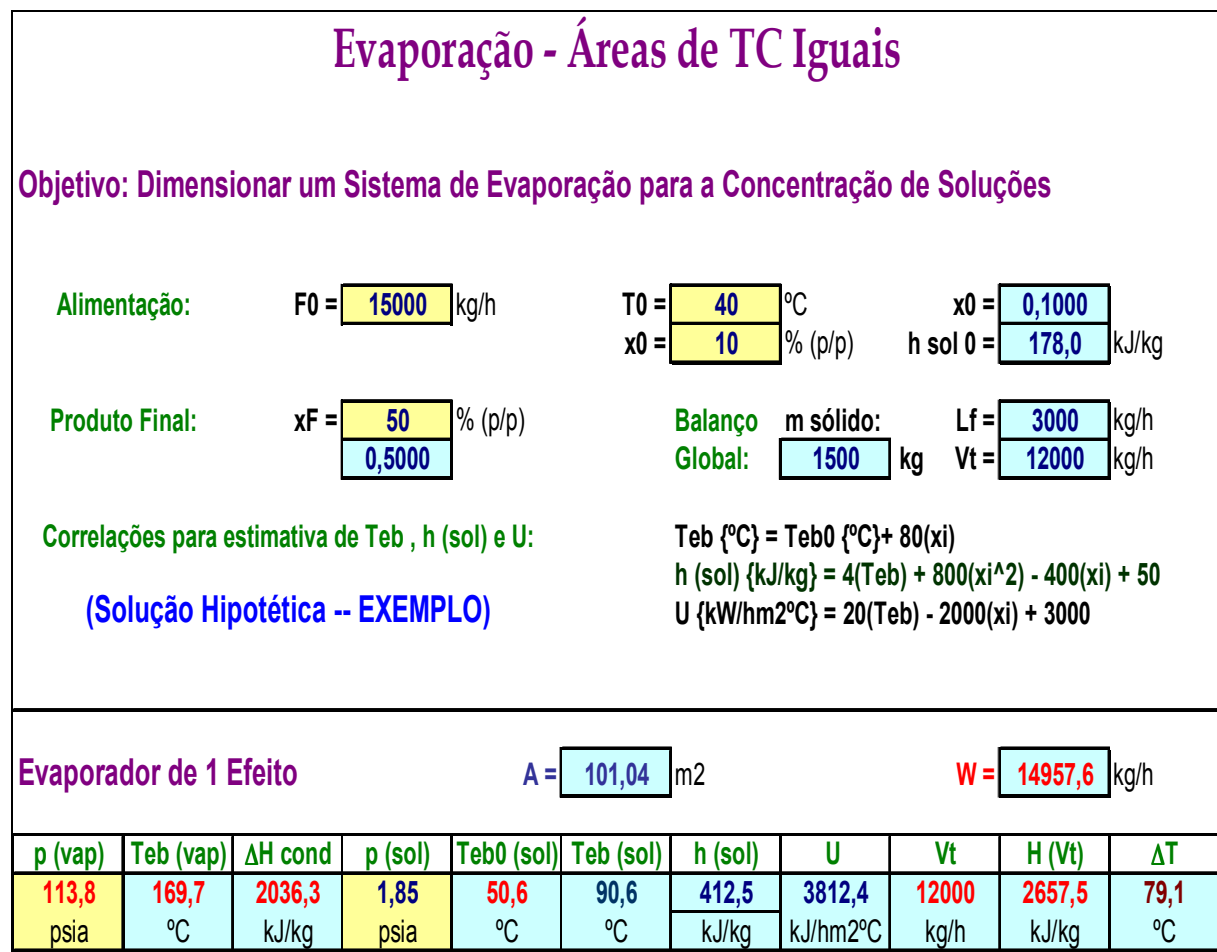 Evaporação - Áreas de TC Iguais
Objetivo: Dimensionar um Sistema de Evaporação para a Concentração de Soluções
Alimentação: F0 = 15000 kg/h T0 = 40 ºC x0 = 0,1000
x0 = 10 % (p/p) h sol 0 = 178,0 kJ/kg
Produto Final: xF = 50 % (p/p) Balanço m sólido: Lf = 3000 kg/h
0,5000 Global: 1500 kg Vt = 12000 kg/h
Correlações para estimativa de Teb , h (sol) e U: Teb {ºC} = Teb0 {ºC}+ 80(xi)
h (sol) {kJ/kg} = 4(Teb) + 800(xi^2) - 400(xi) + 50
(Solução Hipotética -- EXEMPLO) U {kW/hm2ºC} = 20(Teb) - 2000(xi) + 3000
Evaporador de 1 Efeito A = 101,04 m2 W = 14957,6 kg/h
p (vap) Teb (vap) ΔH cond p (sol) Teb0 (sol) Teb (sol) h (sol) U Vt H (Vt) ΔT
113,8 169,7 2036,3 1,85 50,6 90,6 412,5 3812,4 12000 2657,5 79,1
psia ºC kJ/kg psia ºC ºC kJ/kg kJ/hm2ºC kg/h kJ/kg ºC